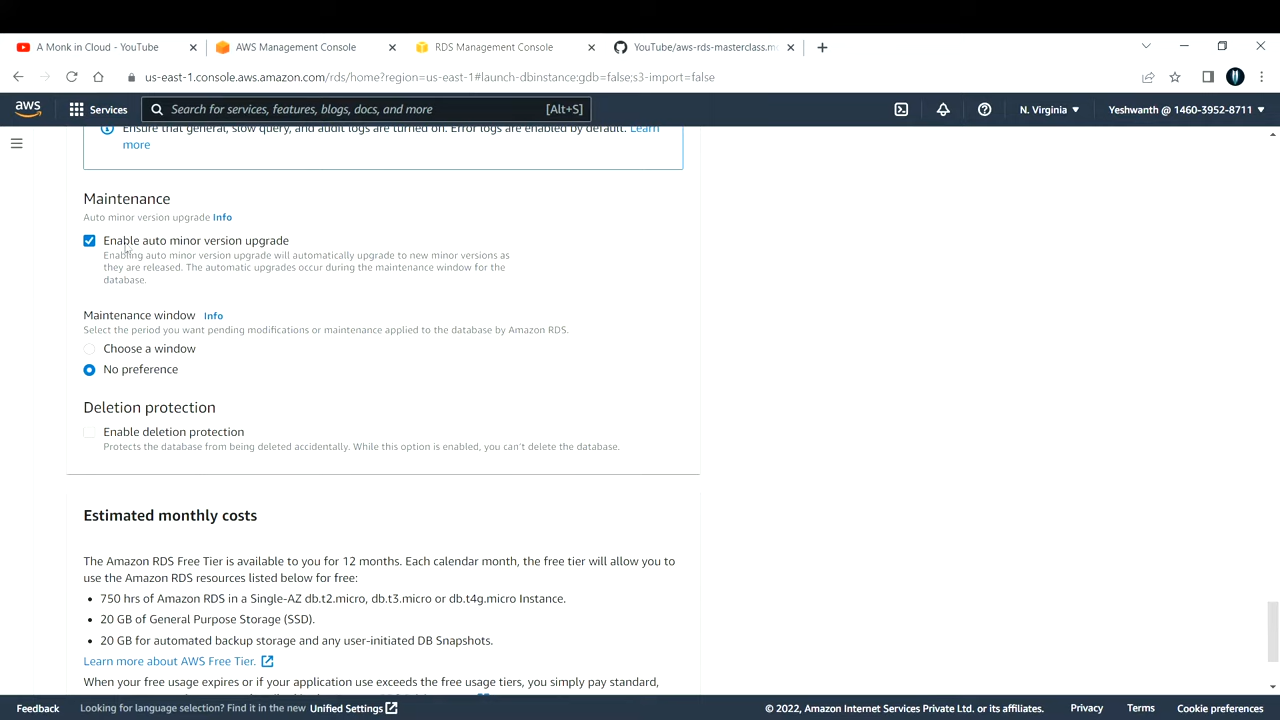 A Monk in Cloud - YouTube
AWS Management Console
RDS Management Console
YouTube/aws-rds-masterclass.m
us-east-1.console.aws.amazon.com/rds/home?region=us-east-1#launch-dbinstance:gdb=false;s3-import=false
aws
Services
Search for services, features, blogs, docs, and more
[Alt+S]
N. Virginia
Yeshwanth @ 1460-3952-8711
Ensure that general, slow query, and audit logs are turned on. Error logs are enabled by default. Learn
more
Maintenance
Auto minor version upgrade Info
Enable auto minor version upgrade
Enabling auto minor version upgrade will automatically upgrade to new minor versions as
they are released. The automatic upgrades occur during the maintenance window for the
database.
Maintenance window Info
Select the period you want pending modifications or maintenance applied to the database by Amazon RDS.
Choose a window
No preference
Deletion protection
Enable deletion protection
Protects the database from being deleted accidentally. While this option is enabled, you can't delete the database.
Estimated monthly costs
The Amazon RDS Free Tier is available to you for 12 months. Each calendar month, the free tier will allow you to
use the Amazon RDS resources listed below for free:
• 750 hrs of Amazon RDS in a Single-AZ db.t2.micro, db.t3.micro or db.t4g.micro Instance.
• 20 GB of General Purpose Storage (SSD).
• 20 GB for automated backup storage and any user-initiated DB Snapshots.
Learn more about AWS Free Tier.
When your free usage expires or if your application use exceeds the free usage tiers, you simply pay standard,
Feedback
Looking for language selection? Find it in the new Unified Settings
© 2022, Amazon Internet Services Private Ltd. or its affiliates.
Privacy
Terms
Cookie preferences